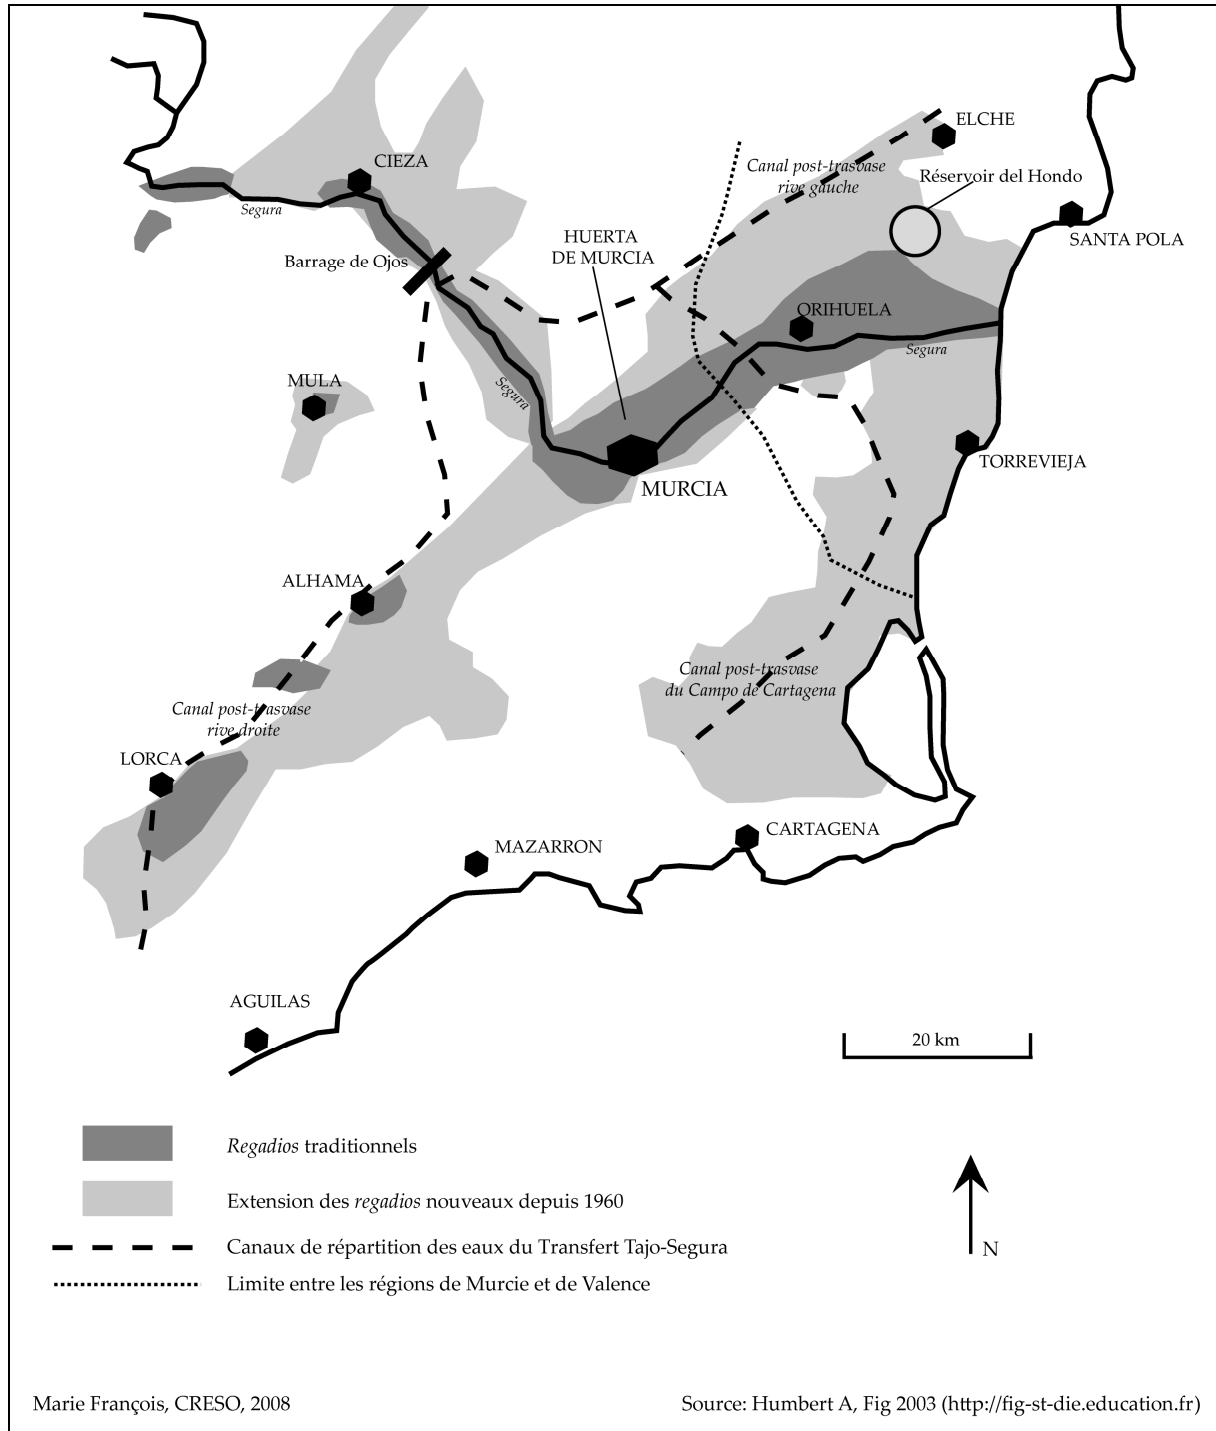 ELCHE
Canal post-trasvase
rive gauche
CIEZA
Réservoir del Hondo
Segura
SANTA POLA
HUERTA
DE MURCIA
Barrage de Ojos
ORIHUELA
Segura
MULA
Segura
TORREVIEJA
MURCIA
ALHAMA
Canal post-trasvase
du Campo de Cartagena
Canal post-trasvase
rive droite
LORCA
CARTAGENA
MAZARRON
AGUILAS
20 km
Regadios traditionnels
Extension des regadios nouveaux depuis 1960
Canaux de répartition des eaux du Transfert Tajo-Segura
N
Limite entre les régions de Murcie et de Valence
Marie François, CRESO, 2008
Source: Humbert A, Fig 2003 (http://fig-st-die.education.fr)